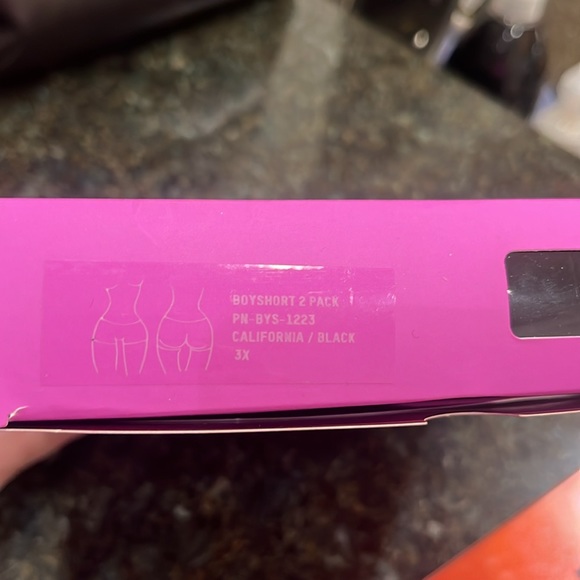 BOYSHORT 2 PACK
PN-BYS-1223
CALIFORNIA / BLACK
3X